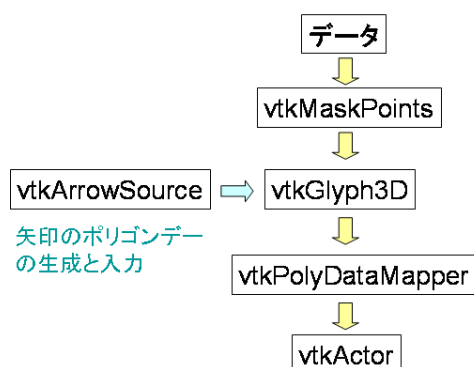 データ
vtkMaskPoints
vtkArrowSource
vtkGlyph3D
矢印のポリゴンデー
の生成と入力
vtkPolyDataMapper
vtkActor